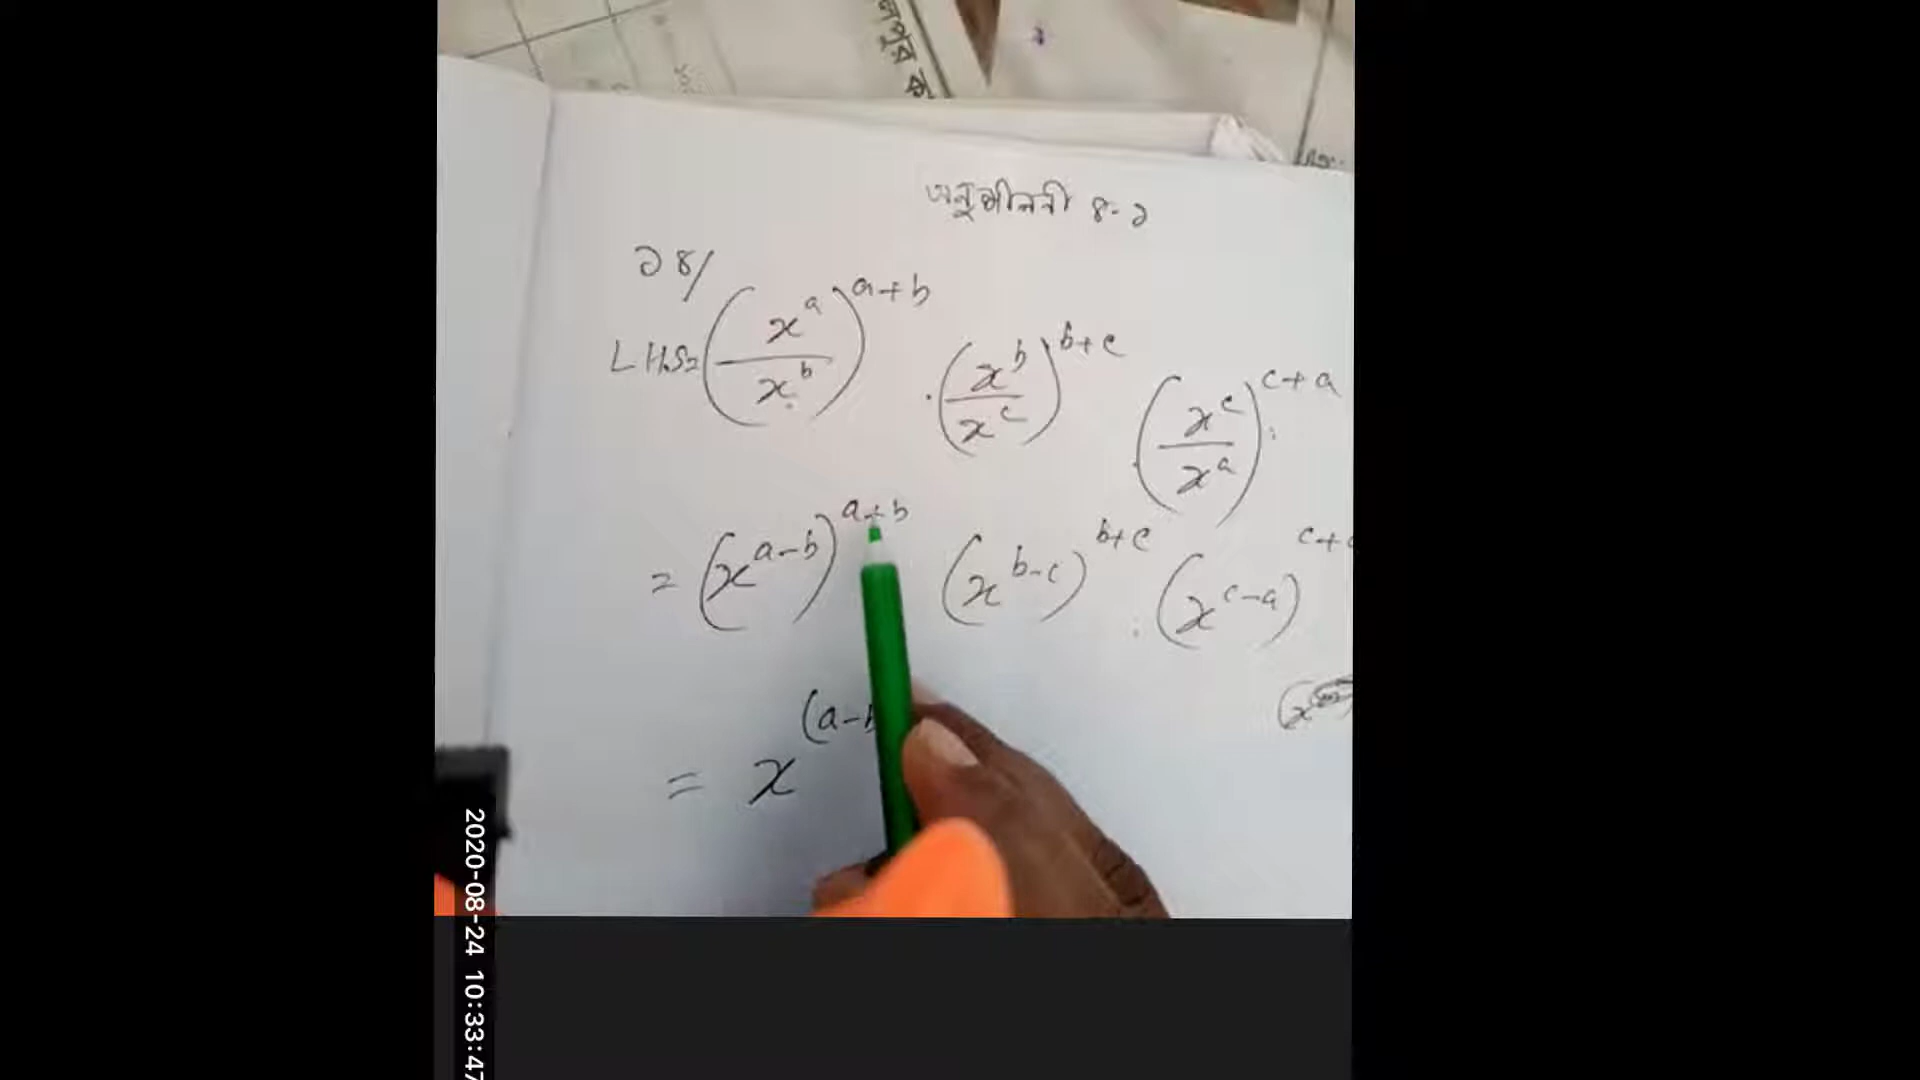 অনুশীলনী ৪.১
১৪/
LHS = (x^a / x^b)^{a+b} · (x^b / x^c)^{b+c} · (x^c / x^a)^{c+a}
= (x^{a-b})^{a+b} (x^{b-c})^{b+c} · (x^{c-a})^{c+
= x^{(a-b
2020-08-24 10:33:47